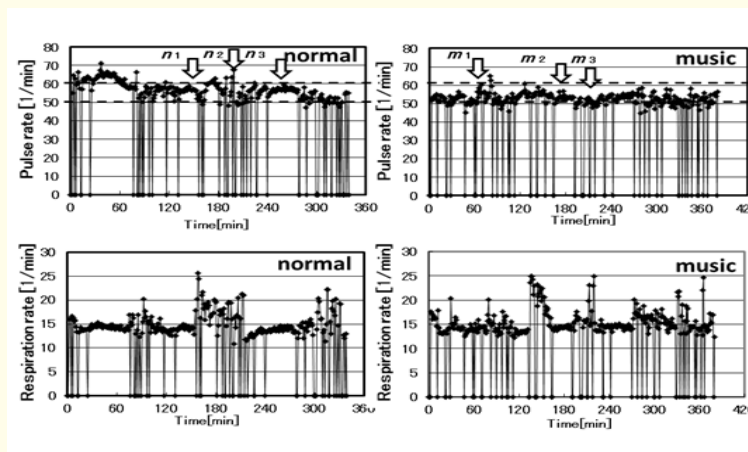 normal
n1 n2 n3
Pulse rate [1/min]
80
70
60
50
40
30
20
10
0
0 60 120 180 240 300 360
Time[min]
music
m1 m2 m3
Pulse rate [1/min]
80
70
60
50
40
30
20
10
0
0 60 120 180 240 300 360 42
Time[min]
normal
Respiration rate [1/min]
30
25
20
15
10
5
0
0 60 120 180 240 300 360
Time[min]
music
Respiration rate [1/min]
30
25
20
15
10
5
0
0 60 120 180 240 300 360 42
Time[min]